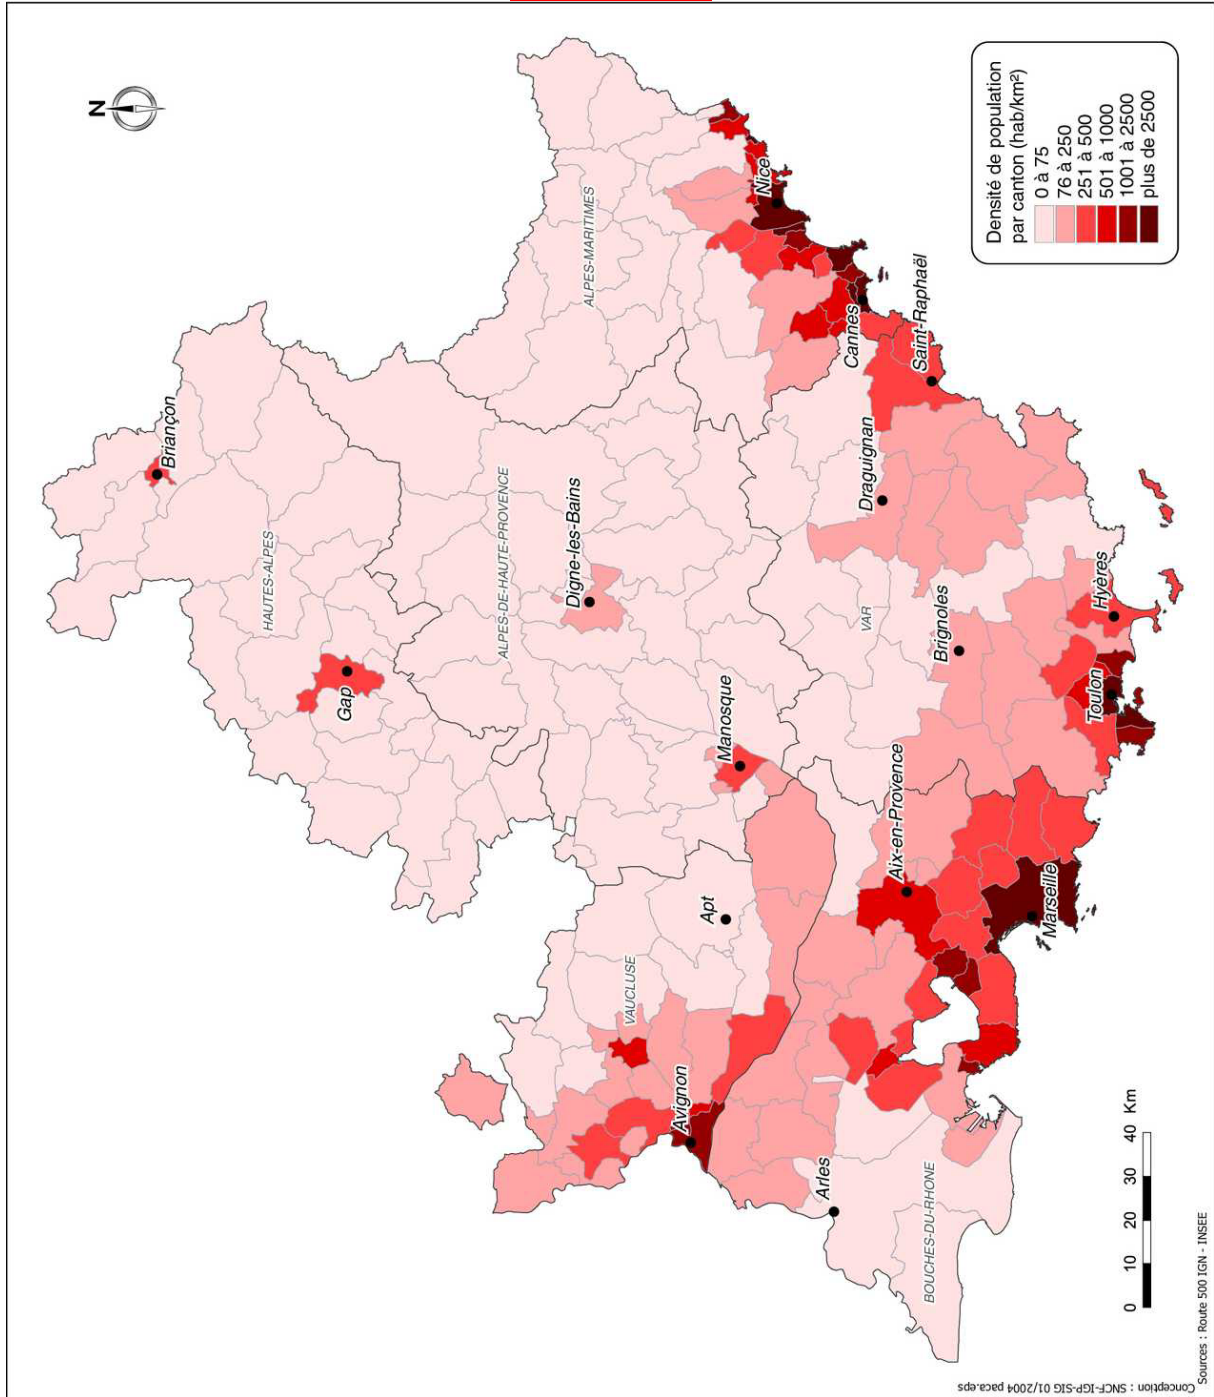 N
Briançon
HAUTES-ALPES
Gap
ALPES-DE-HAUTE-PROVENCE
Digne-les-Bains
ALPES-MARITIMES
Manosque
VAUCLUSE
Apt
Avignon
Nice
Cannes
Saint-Raphaël
Draguignan
VAR
Brignoles
Aix-en-Provence
Arles
BOUCHES-DU-RHONE
Marseille
Toulon
Hyères
Densité de population
par canton (hab/km²)
0 à 75
76 à 250
251 à 500
501 à 1000
1001 à 2500
plus de 2500
0 10 20 30 40 Km
Conception : SNCF-IGP-SIG 01/2004 paca.eps
Sources : Route 500 IGN - INSEE